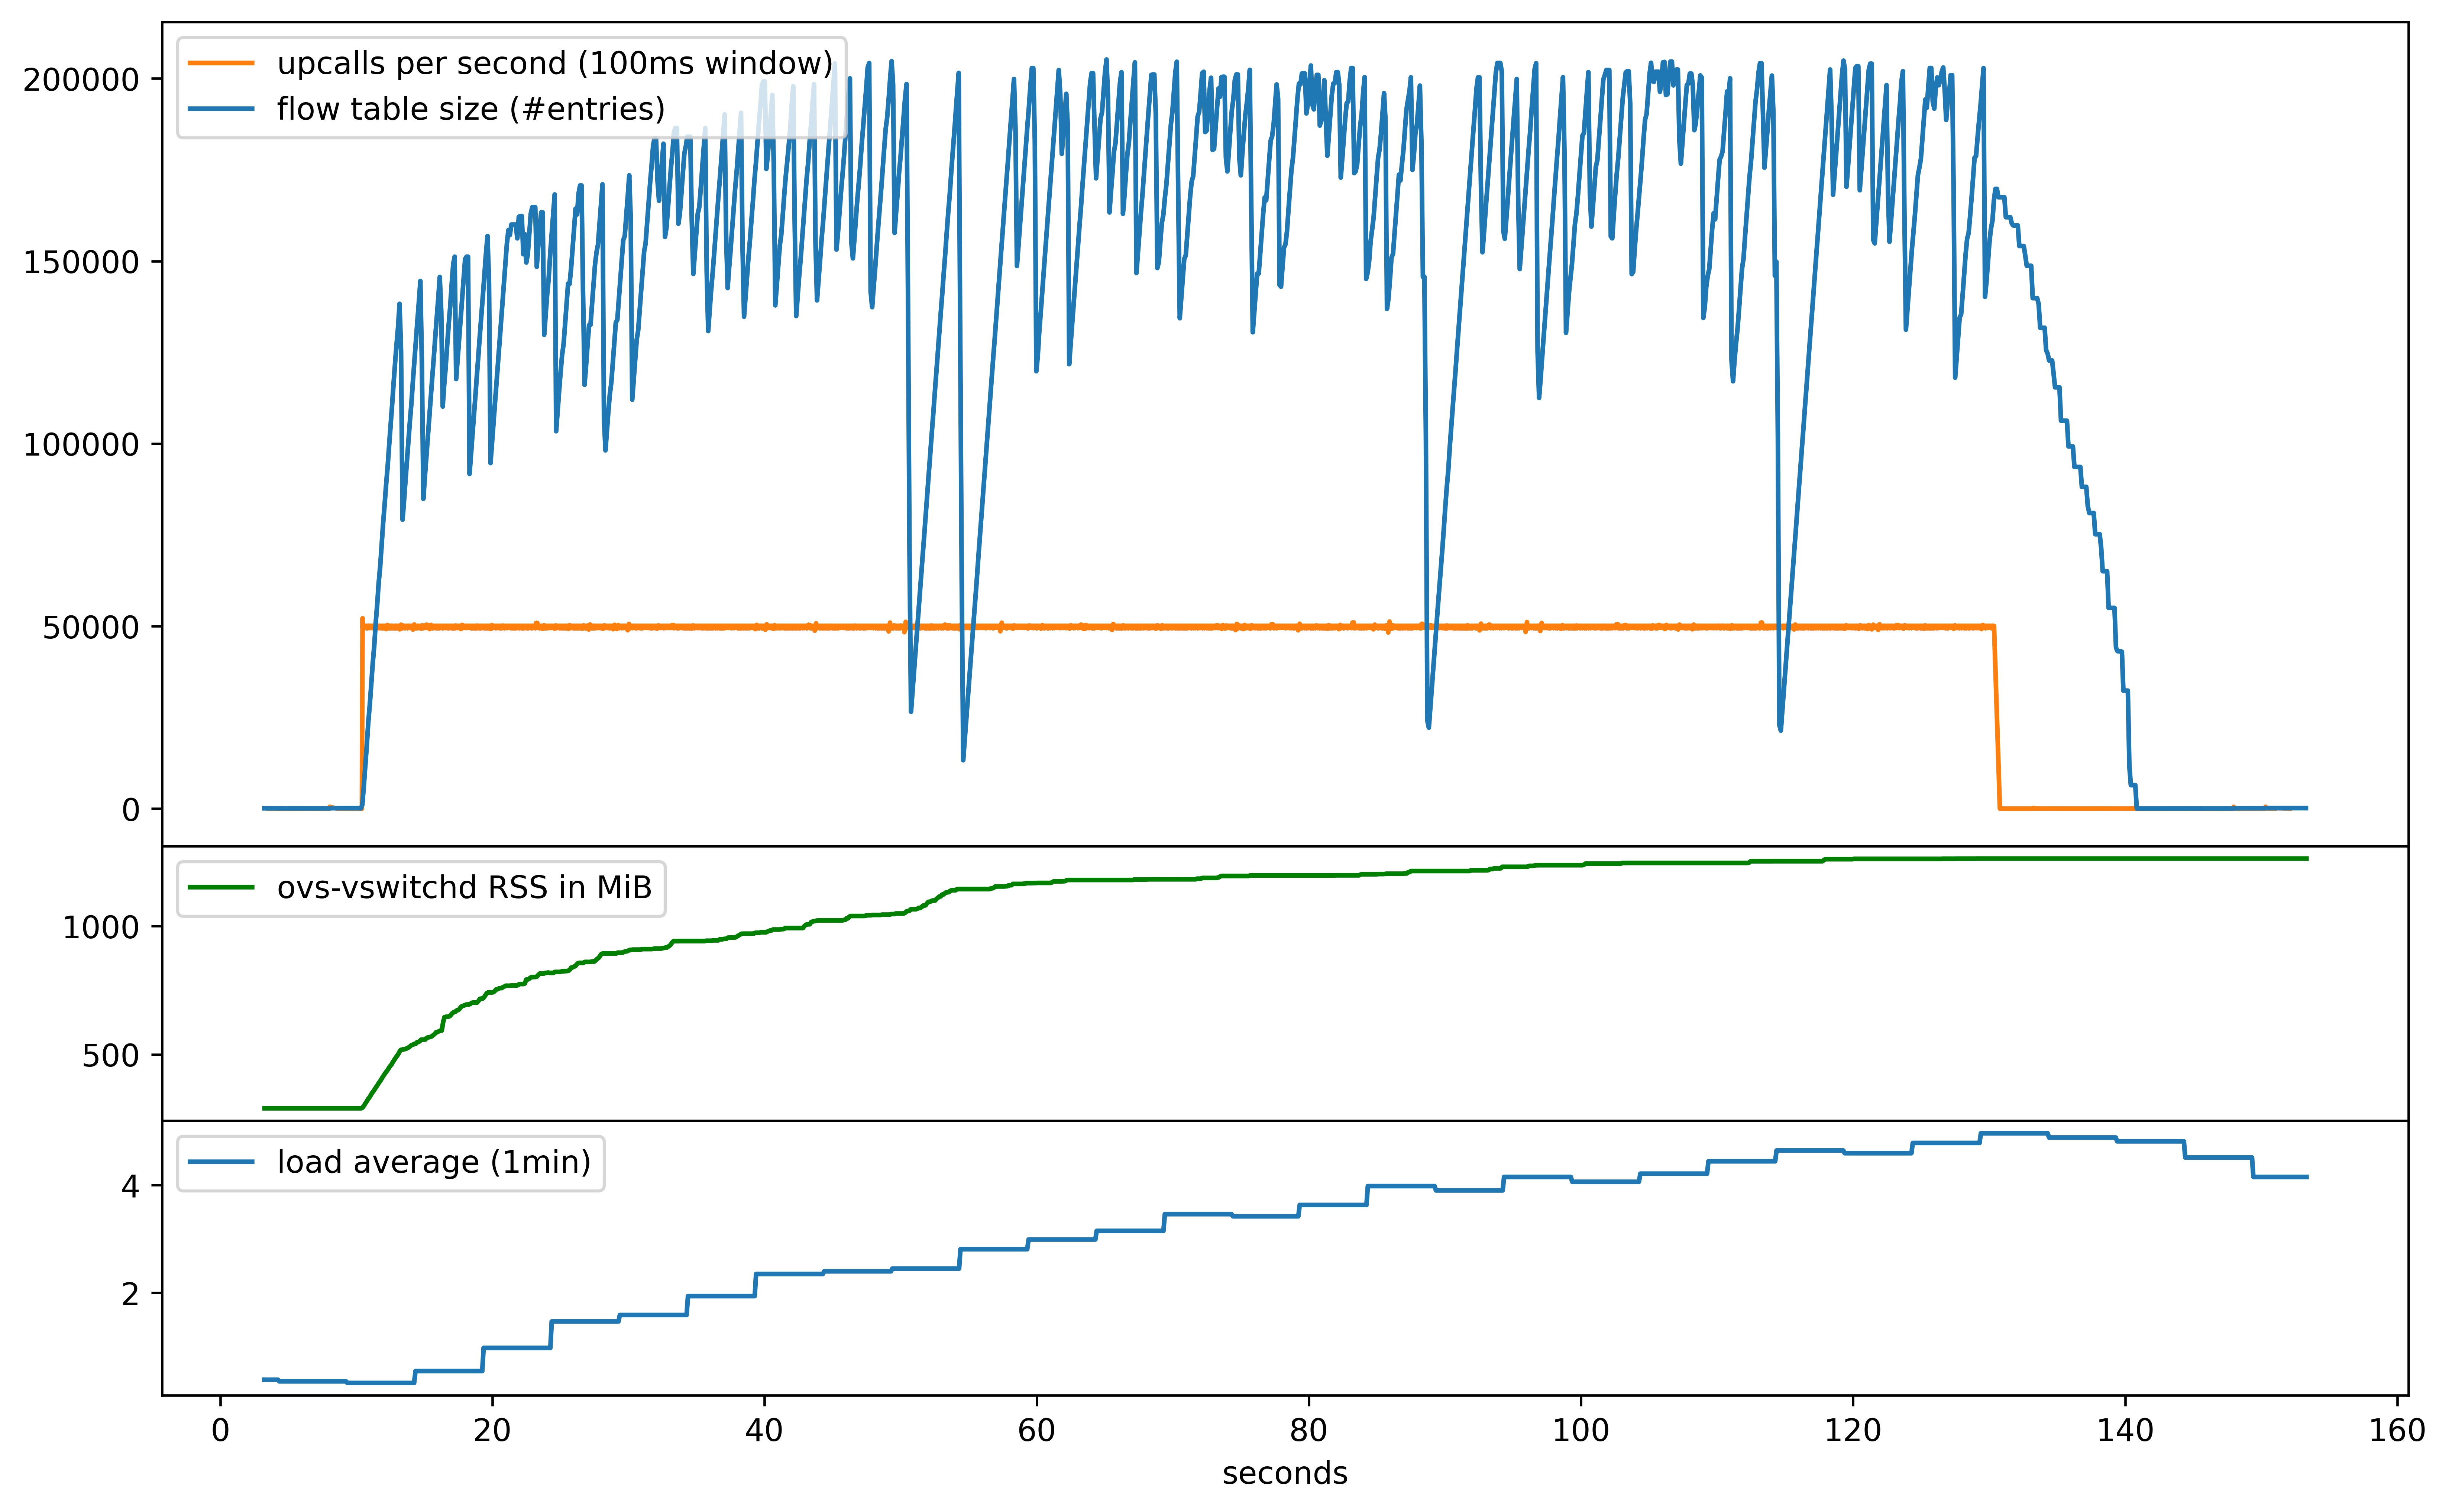 upcalls per second (100ms window)
flow table size (#entries)
200000
150000
100000
50000
0
ovs-vswitchd RSS in MiB
1000
500
load average (1min)
4
2
0 20 40 60 80 100 120 140 160
seconds